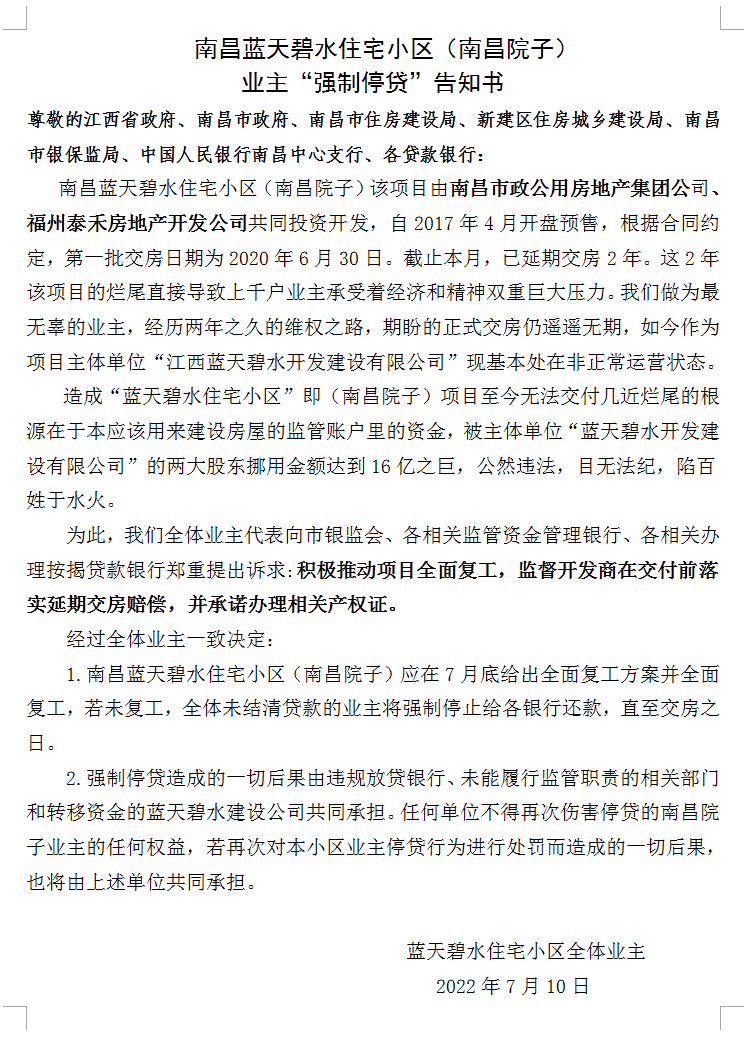 南昌蓝天碧水住宅小区（南昌院子）
业主“强制停贷”告知书
尊敬的江西省政府、南昌市政府、南昌市住房建设局、新建区住房城乡建设局、南昌
市银保监局、中国人民银行南昌中心支行、各贷款银行：
南昌蓝天碧水住宅小区（南昌院子）该项目由南昌市政公用房地产集团公司、
福州泰禾房地产开发公司共同投资开发，自 2017 年 4 月开盘预售，根据合同约
定，第一批交房日期为 2020 年 6 月 30 日。截止本月，已延期交房 2 年。这 2 年
该项目的烂尾直接导致上千户业主承受着经济和精神双重巨大压力。我们做为最
无辜的业主，经历两年之久的维权之路，期盼的正式交房仍遥遥无期，如今作为
项目主体单位“江西蓝天碧水开发建设有限公司”现基本处在非正常运营状态。
造成“蓝天碧水住宅小区”即（南昌院子）项目至今无法交付几近烂尾的根
源在于本应该用来建设房屋的监管账户里的资金，被主体单位“蓝天碧水开发建
设有限公司”的两大股东挪用金额达到 16 亿之巨，公然违法，目无法纪，陷百
姓于水火。
为此，我们全体业主代表向市银监会、各相关监管资金管理银行、各相关办
理按揭贷款银行郑重提出诉求：积极推动项目全面复工，监督开发商在交付前落
实延期交房赔偿，并承诺办理相关产权证。
经过全体业主一致决定：
1.南昌蓝天碧水住宅小区（南昌院子）应在 7 月底给出全面复工方案并全面
复工，若未复工，全体未结清贷款的业主将强制停止给各银行还款，直至交房之
日。
2.强制停贷造成的一切后果由违规放贷银行、未能履行监管职责的相关部门
和转移资金的蓝天碧水建设公司共同承担。任何单位不得再次伤害停贷的南昌院
子业主的任何权益，若再次对本小区业主停贷行为进行处罚而造成的一切后果，
也将由上述单位共同承担。
蓝天碧水住宅小区全体业主
2022 年 7 月 10 日